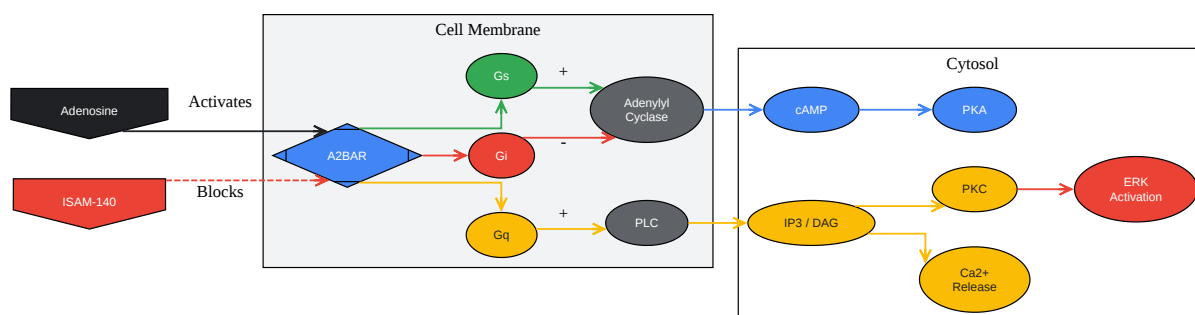 Cell Membrane
Cytosol
Gs
+
Adenosine
Activates
Adenylyl
Cyclase
cAMP
PKA
A2BAR
Gi
-
ISAM-140
Blocks
PKC
ERK
Activation
Gq
+
PLC
IP3 / DAG
Ca2+
Release